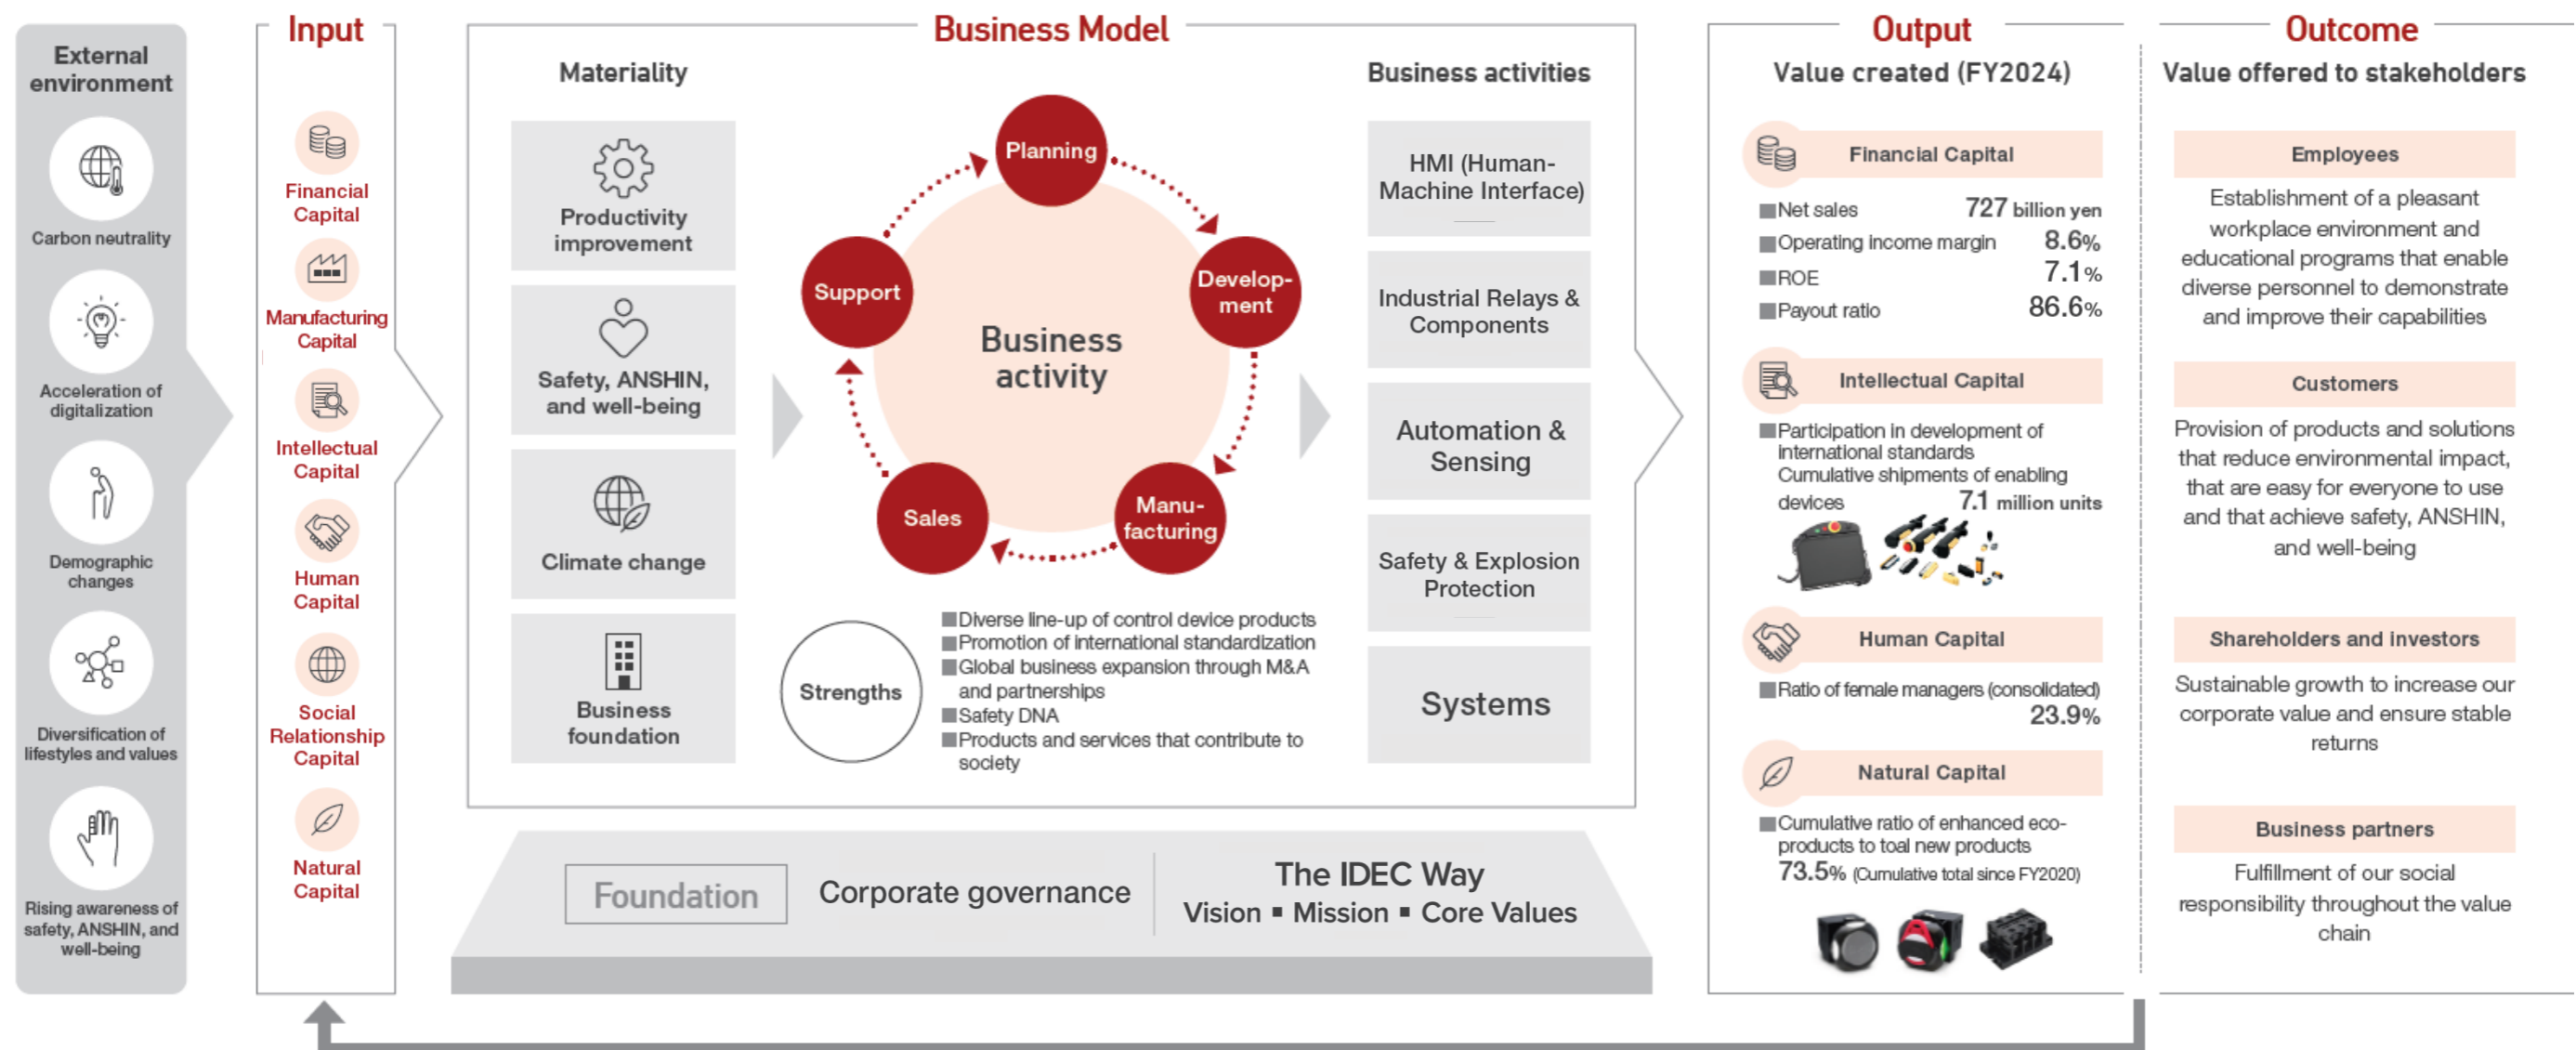 External
environment
Carbon neutrality
Acceleration of
digitalization
Demographic
changes
Diversification of
lifestyles and values
Rising awareness of
safety, ANSHIN, and
well-being
Input
Financial
Capital
Manufacturing
Capital
Intellectual
Capital
Human
Capital
Social
Relationship
Capital
Natural
Capital
Business Model
Materiality
Productivity
improvement
Safety, ANSHIN,
and well-being
Climate change
Business
foundation
Planning
Develop-
ment
Manu-
facturing
Sales
Support
Business
activity
Strengths
■Diverse line-up of control device products
■Promotion of international standardization
■Global business expansion through M&A
and partnerships
■Safety DNA
■Products and services that contribute to
society
Business activities
HMI (Human-
Machine Interface)
Industrial Relays &
Components
Automation &
Sensing
Safety & Explosion
Protection
Systems
Foundation
Corporate governance
The IDEC Way
Vision ▪ Mission ▪ Core Values
Output
Value created (FY2024)
Financial Capital
■Net sales 727 billion yen
■Operating income margin 8.6%
■ROE 7.1%
■Payout ratio 86.6%
Intellectual Capital
■Participation in development of
international standards
Cumulative shipments of enabling
devices 7.1 million units
Human Capital
■Ratio of female managers (consolidated)
23.9%
Natural Capital
■Cumulative ratio of enhanced eco-
products to toal new products
73.5% (Cumulative total since FY2020)
Outcome
Value offered to stakeholders
Employees
Establishment of a pleasant
workplace environment and
educational programs that enable
diverse personnel to demonstrate
and improve their capabilities
Customers
Provision of products and solutions
that reduce environmental impact,
that are easy for everyone to use
and that achieve safety, ANSHIN,
and well-being
Shareholders and investors
Sustainable growth to increase our
corporate value and ensure stable
returns
Business partners
Fulfillment of our social
responsibility throughout the value
chain